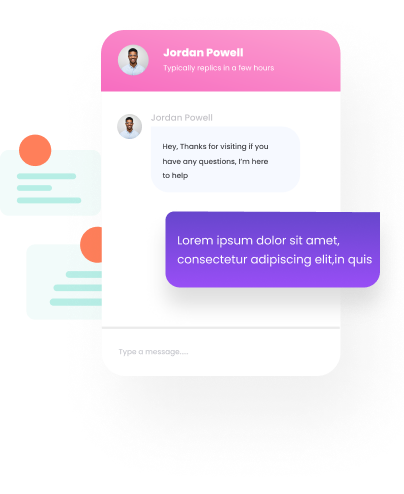 Jordan Powell
Typically replics in a few hours
Jordan Powell
Hey, Thanks for visiting if you
have any questions, I'm here
to help
Lorem ipsum dolor sit amet,
consectetur adipiscing elit,in quis
Type a message.....